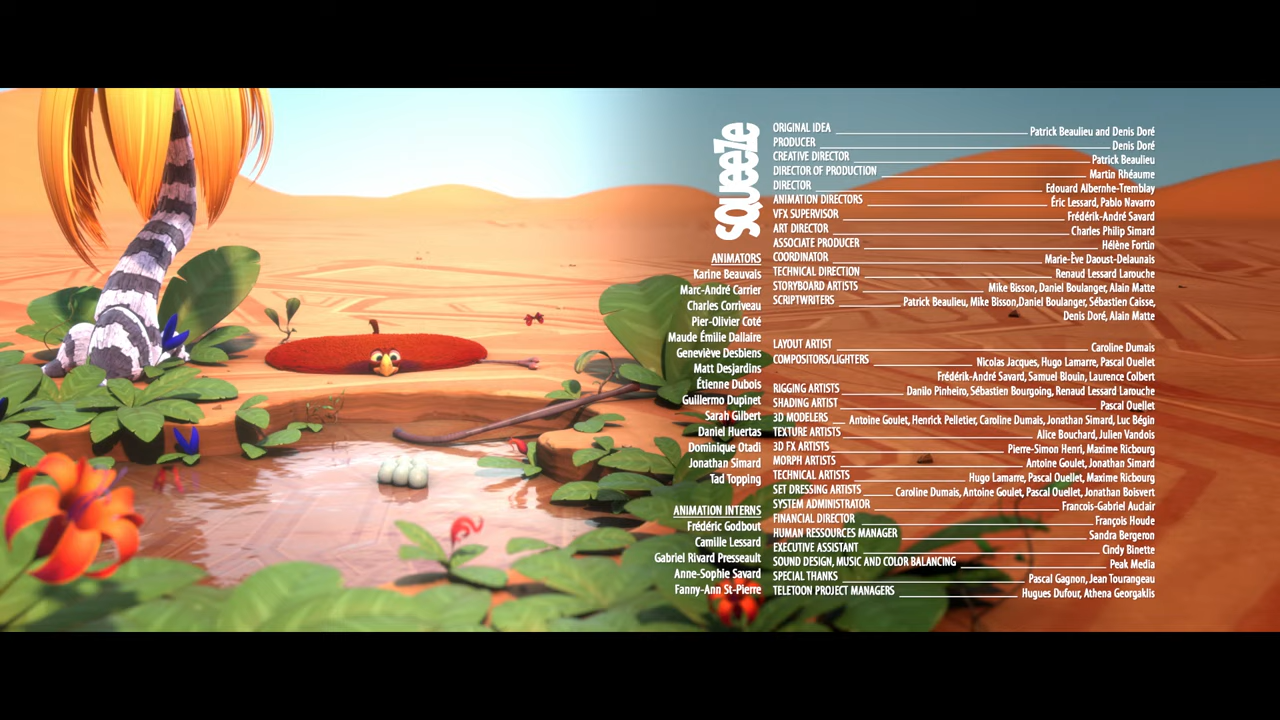 squeeze
ANIMATORS
Karine Beauvais
Marc-André Carrier
Charles Corriveau
Pier-Olivier Coté
Maude Émilie Dallaire
Geneviève Desbiens
Matt Desjardins
Étienne Dubois
Guillermo Dupinet
Sarah Gilbert
Daniel Huertas
Dominique Otadi
Jonathan Simard
Tad Topping
ANIMATION INTERNS
Frédéric Godbout
Camille Lessard
Gabriel Rivard Presseault
Anne-Sophie Savard
Fanny-Ann St-Pierre
ORIGINAL IDEA Patrick Beaulieu and Denis Doré
PRODUCER Denis Doré
CREATIVE DIRECTOR Patrick Beaulieu
DIRECTOR OF PRODUCTION Martin Rhéaume
DIRECTOR Edouard Albernhe-Tremblay
ANIMATION DIRECTORS Éric Lessard, Pablo Navarro
VFX SUPERVISOR Frédérik-André Savard
ART DIRECTOR Charles Philip Simard
ASSOCIATE PRODUCER Hélène Fortin
COORDINATOR Marie-Ève Daoust-Delaunais
TECHNICAL DIRECTION Renaud Lessard Larouche
STORYBOARD ARTISTS Mike Bisson, Daniel Boulanger, Alain Matte
SCRIPTWRITERS Patrick Beaulieu, Mike Bisson,Daniel Boulanger, Sébastien Caisse,
Denis Doré, Alain Matte
LAYOUT ARTIST Caroline Dumais
COMPOSITORS/LIGHTERS Nicolas Jacques, Hugo Lamarre, Pascal Ouellet
Frédérik-André Savard, Samuel Blouin, Laurence Colbert
RIGGING ARTISTS Danilo Pinheiro, Sébastien Bourgoing, Renaud Lessard Larouche
SHADING ARTIST Pascal Ouellet
3D MODELERS Antoine Goulet, Henrick Pelletier, Caroline Dumais, Jonathan Simard, Luc Bégin
TEXTURE ARTISTS Alice Bouchard, Julien Vandois
3D FX ARTISTS Pierre-Simon Henri, Maxime Ricbourg
MORPH ARTISTS Antoine Goulet, Jonathan Simard
TECHNICAL ARTISTS Hugo Lamarre, Pascal Ouellet, Maxime Ricbourg
SET DRESSING ARTISTS Caroline Dumais, Antoine Goulet, Pascal Ouellet, Jonathan Boisvert
SYSTEM ADMINISTRATOR Francois-Gabriel Auclair
FINANCIAL DIRECTOR François Houde
HUMAN RESSOURCES MANAGER Sandra Bergeron
EXECUTIVE ASSISTANT Cindy Binette
SOUND DESIGN, MUSIC AND COLOR BALANCING Peak Media
SPECIAL THANKS Pascal Gagnon, Jean Tourangeau
TELETOON PROJECT MANAGERS Hugues Dufour, Athena Georgaklis